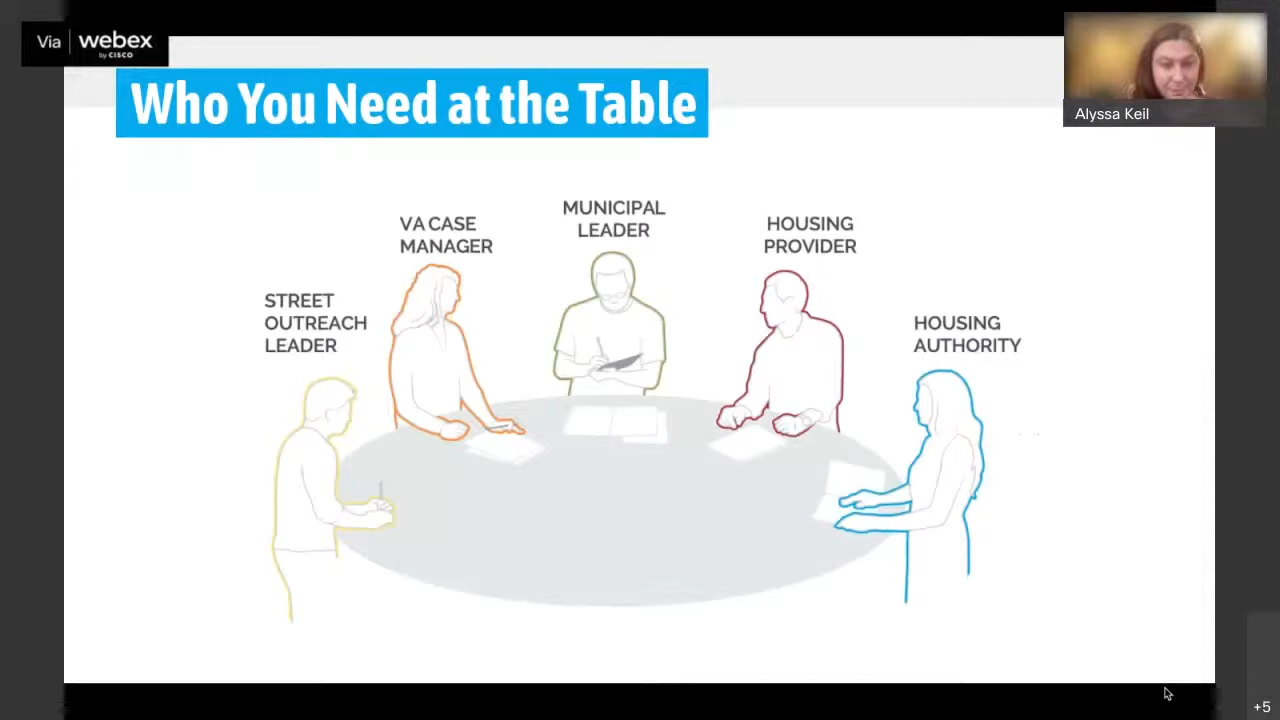 Via webex
by CISCO
Who You Need at the Table
Alyssa Keil
MUNICIPAL
LEADER
VA CASE
MANAGER
HOUSING
PROVIDER
STREET
OUTREACH
LEADER
HOUSING
AUTHORITY
+5